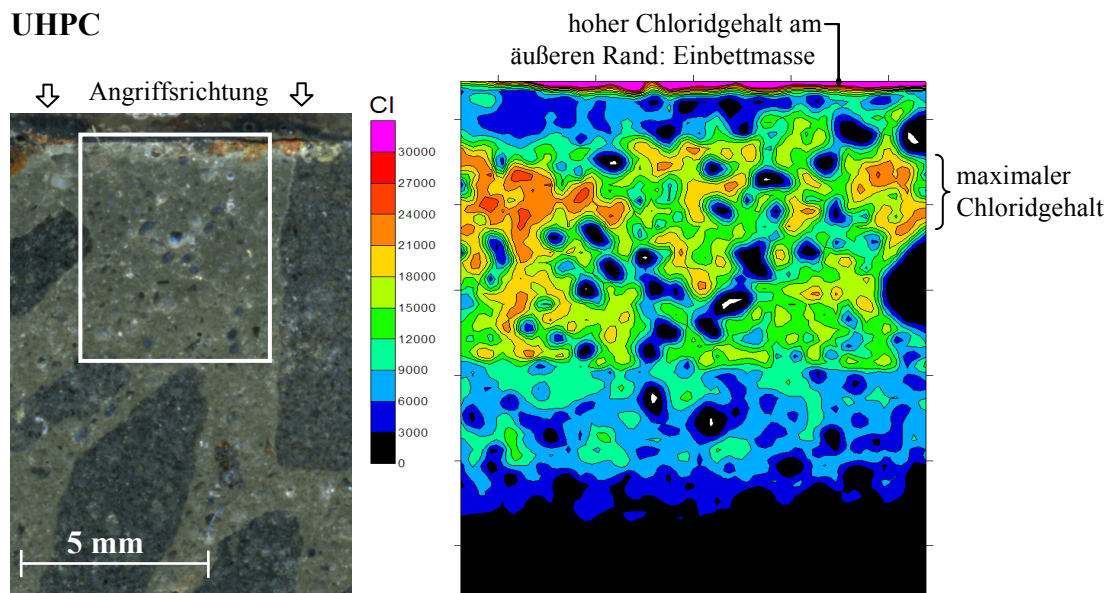 UHPC
hoher Chloridgehalt am
äußeren Rand: Einbettmasse
Angriffsrichtung
Cl
30000
27000
24000
21000
18000
15000
12000
9000
6000
3000
0
maximaler
Chloridgehalt
5 mm